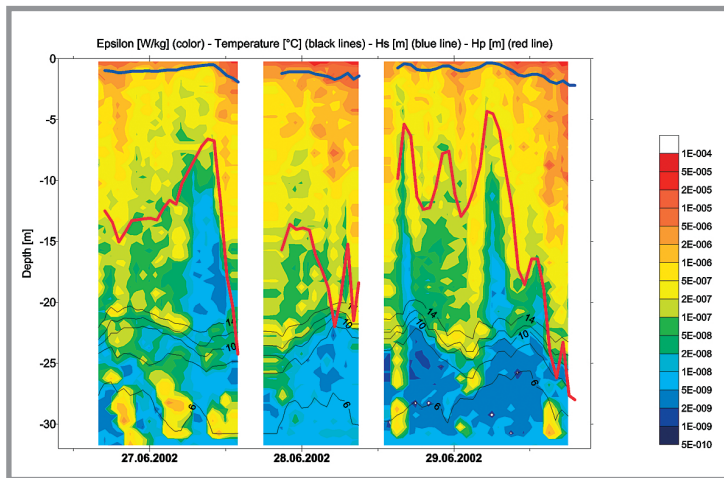 Epsilon [W/kg] (color) - Temperature [°C] (black lines) - Hs [m] (blue line) - Hp [m] (red line)
Depth [m]
0
-5
-10
-15
-20
-25
-30
27.06.2002
28.06.2002
29.06.2002
14
10
6
10
6
14
10
6
1E-004
5E-005
2E-005
1E-005
5E-006
2E-006
1E-006
5E-007
2E-007
1E-007
5E-008
2E-008
1E-008
5E-009
2E-009
1E-009
5E-010